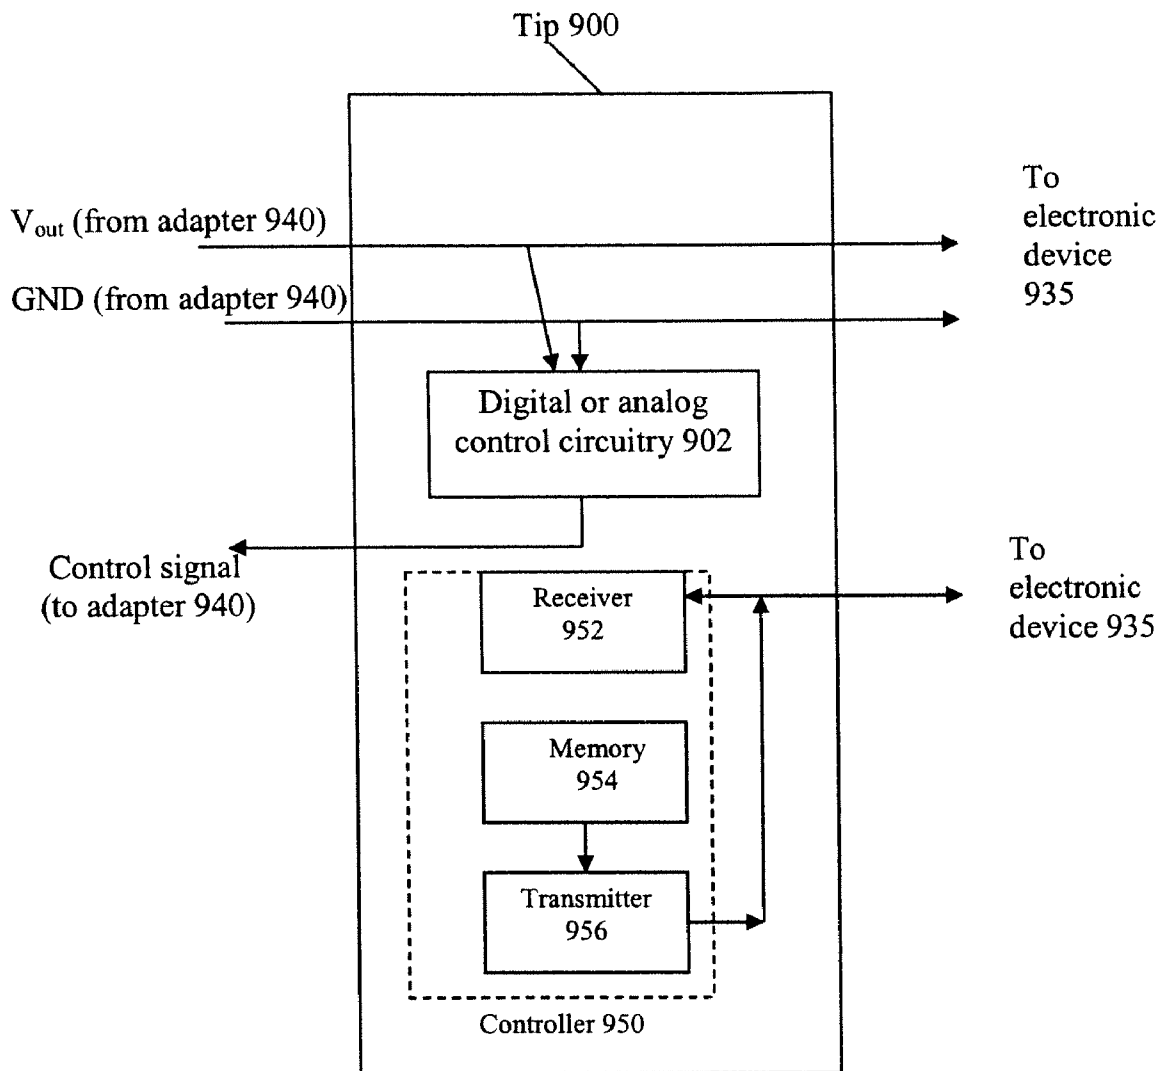 Tip 900
Vout (from adapter 940)
GND (from adapter 940)
To
electronic
device
935
Digital or analog
control circuitry 902
Control signal
(to adapter 940)
To
electronic
device 935
Receiver
952
Memory
954
Transmitter
956
Controller 950